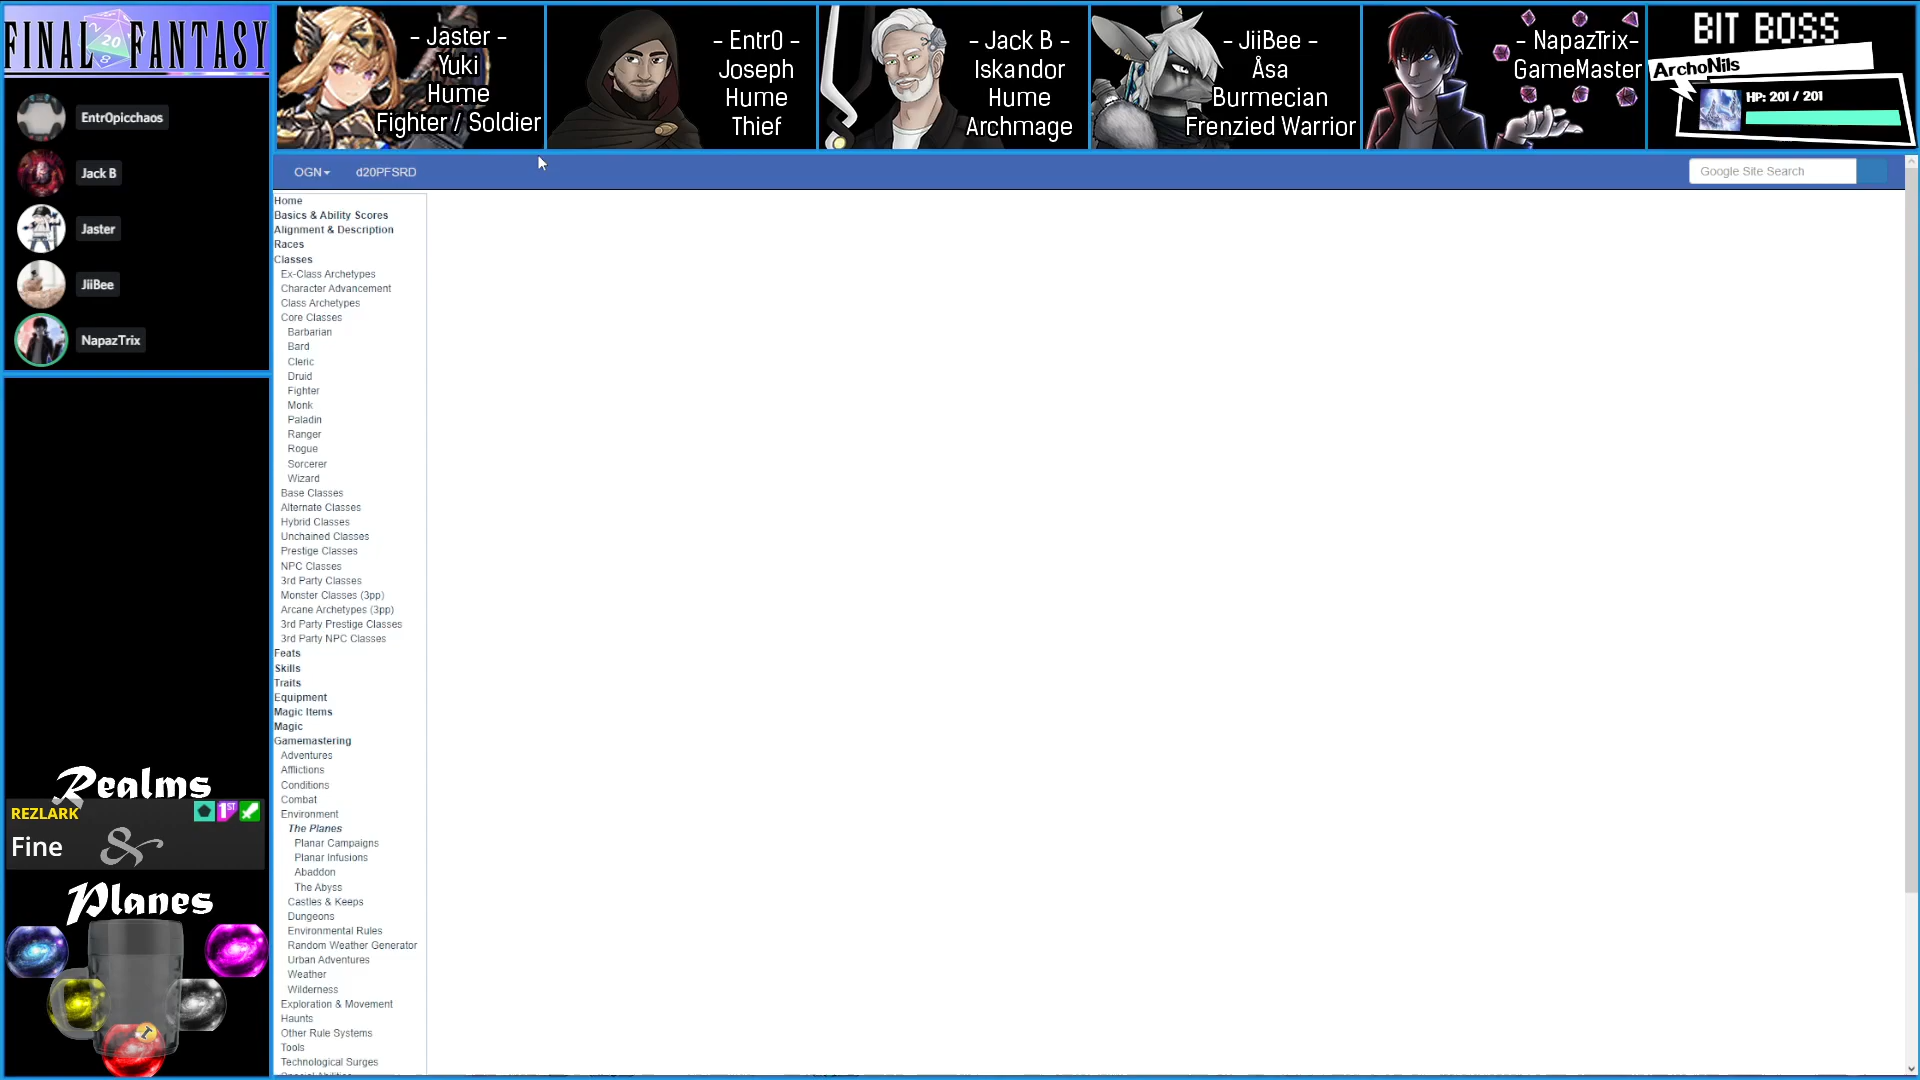 FINAL FANTASY
20
Entr0picchaos
Jack B
Jaster
JiiBee
NapazTrix
- Jaster -
Yuki
Hume
Fighter / Soldier
- Entr0 -
Joseph
Hume
Thief
- Jack B -
Iskandor
Hume
Archmage
- JiiBee -
Åsa
Burmecian
Frenzied Warrior
- NapazTrix-
GameMaster
BIT BOSS
ArchoNils
HP: 201 / 201
OGN
d20PFSRD
Google Site Search
Home
Basics & Ability Scores
Alignment & Description
Races
Classes
Ex-Class Archetypes
Character Advancement
Class Archetypes
Core Classes
Barbarian
Bard
Cleric
Druid
Fighter
Monk
Paladin
Ranger
Rogue
Sorcerer
Wizard
Base Classes
Alternate Classes
Hybrid Classes
Unchained Classes
Prestige Classes
NPC Classes
3rd Party Classes
Monster Classes (3pp)
Arcane Archetypes (3pp)
3rd Party Prestige Classes
3rd Party NPC Classes
Feats
Skills
Traits
Equipment
Magic Items
Magic
Gamemastering
Adventures
Afflictions
Conditions
Combat
Environment
The Planes
Planar Campaigns
Planar Infusions
Abaddon
The Abyss
Castles & Keeps
Dungeons
Environmental Rules
Random Weather Generator
Urban Adventures
Weather
Wilderness
Exploration & Movement
Haunts
Other Rule Systems
Tools
Technological Surges
Realms
REZLARK
1ST
Fine
&
Planes